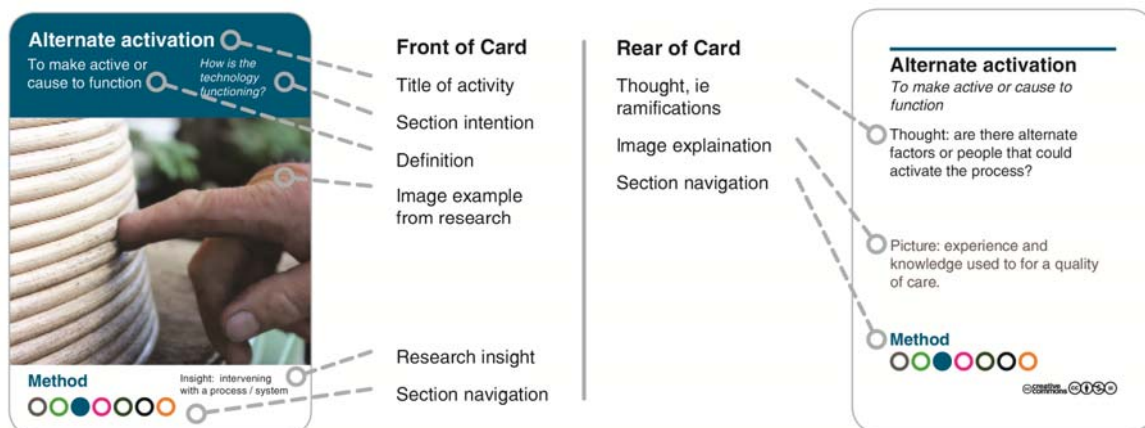 Alternate activation
To make active or
cause to function
How is the
technology
functioning?
Method
Insight: intervening
with a process / system
Front of Card
Title of activity
Section intention
Definition
Image example
from research
Research insight
Section navigation
Rear of Card
Thought, ie
ramifications
Image explaination
Section navigation
Alternate activation
To make active or cause to
function
Thought: are there alternate
factors or people that could
activate the process?
Picture: experience and
knowledge used to for a quality
of care.
Method
creative
commons